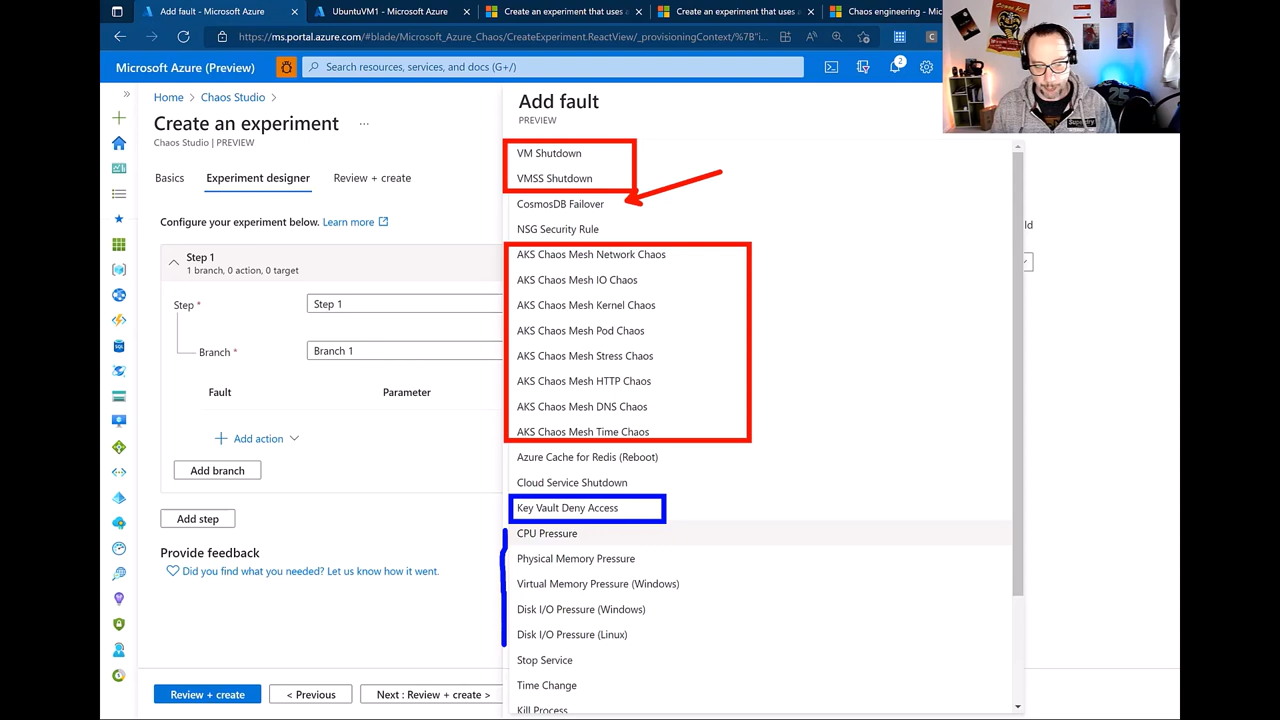 Add fault - Microsoft Azure
UbuntuVM1 - Microsoft Azure
Create an experiment that uses a
Create an experiment that uses a
Chaos engineering - M
https://ms.portal.azure.com/#blade/Microsoft_Azure_Chaos/CreateExperiment.ReactView/_provisioningContext/%7B"i...
Microsoft Azure (Preview)
Search resources, services, and docs (G+/)
2
Home > Chaos Studio >
Create an experiment ...
Chaos Studio | PREVIEW
Basics
Experiment designer
Review + create
Configure your experiment below. Learn more
Step 1
1 branch, 0 action, 0 target
Step *
Step 1
Branch *
Branch 1
Fault
Parameter
+ Add action
Add branch
Add step
Provide feedback
Did you find what you needed? Let us know how it went.
Review + create
< Previous
Next : Review + create >
Add fault
PREVIEW
VM Shutdown
VMSS Shutdown
CosmosDB Failover
NSG Security Rule
AKS Chaos Mesh Network Chaos
AKS Chaos Mesh IO Chaos
AKS Chaos Mesh Kernel Chaos
AKS Chaos Mesh Pod Chaos
AKS Chaos Mesh Stress Chaos
AKS Chaos Mesh HTTP Chaos
AKS Chaos Mesh DNS Chaos
AKS Chaos Mesh Time Chaos
Azure Cache for Redis (Reboot)
Cloud Service Shutdown
Key Vault Deny Access
CPU Pressure
Physical Memory Pressure
Virtual Memory Pressure (Windows)
Disk I/O Pressure (Windows)
Disk I/O Pressure (Linux)
Stop Service
Time Change
Kill Process
ld
Superdry
25